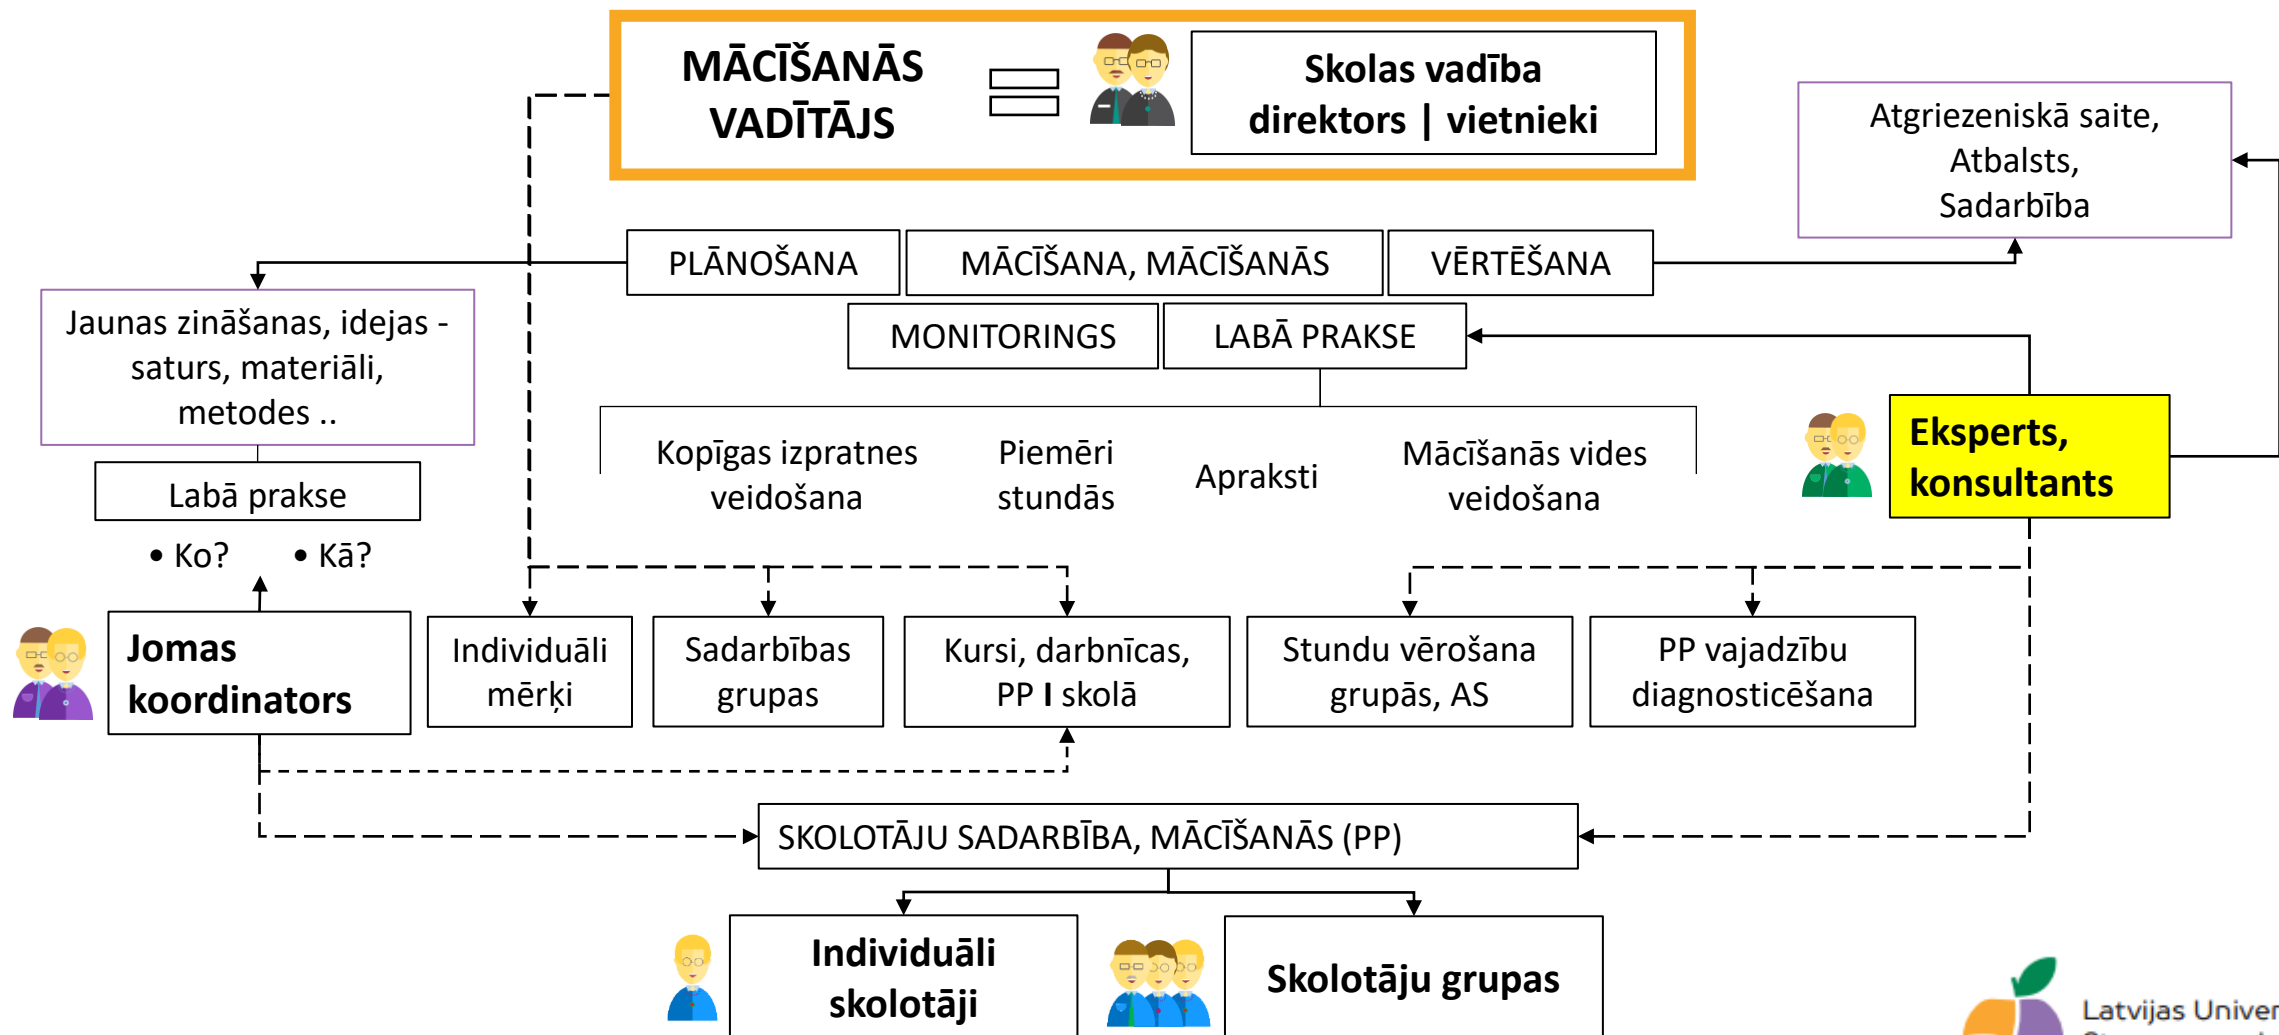 MĀCĪŠANĀS
VADĪTĀJS
Skolas vadība
direktors | vietnieki
Atgriezeniskā saite,
Atbalsts,
Sadarbība
PLĀNOŠANA
MĀCĪŠANA, MĀCĪŠANĀS
VĒRTĒŠANA
MONITORINGS
LABĀ PRAKSE
Jaunas zināšanas, idejas -
saturs, materiāli,
metodes ..
Labā prakse
• Ko? • Kā?
Kopīgas izpratnes
veidošana
Piemēri
stundās
Apraksti
Mācīšanās vides
veidošana
Eksperts,
konsultants
Jomas
koordinators
Individuāli
mērķi
Sadarbības
grupas
Kursi, darbnīcas,
PP I skolā
Stundu vērošana
grupās, AS
PP vajadzību
diagnosticēšana
SKOLOTĀJU SADARBĪBA, MĀCĪŠANĀS (PP)
Individuāli
skolotāji
Skolotāju grupas
Latvijas Univer